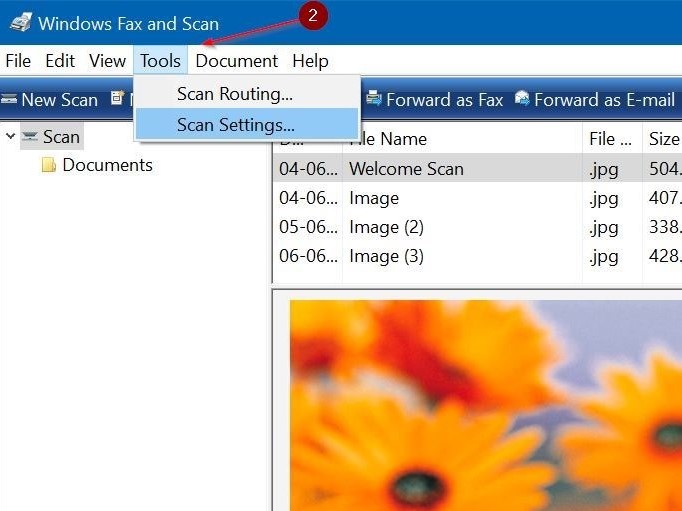 2
Windows Fax and Scan
File Edit View Tools Document Help
Scan Routing...
Scan Settings...
New Scan Forward as Fax Forward as E-mail
Scan
Documents
File Name File ... Size
04-06... Welcome Scan .jpg 504.
04-06... Image .jpg 407.
05-06... Image (2) .jpg 338.
06-06... Image (3) .jpg 428.